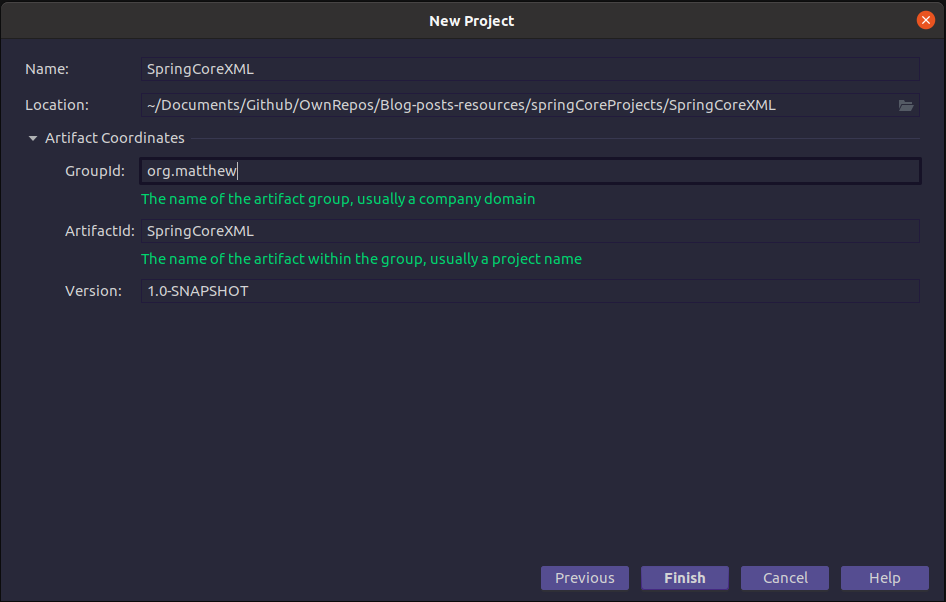 New Project
Name: SpringCoreXML
Location: ~/Documents/Github/OwnRepos/Blog-posts-resources/springCoreProjects/SpringCoreXML
Artifact Coordinates
GroupId: org.matthew
The name of the artifact group, usually a company domain
ArtifactId: SpringCoreXML
The name of the artifact within the group, usually a project name
Version: 1.0-SNAPSHOT
Previous Finish Cancel Help